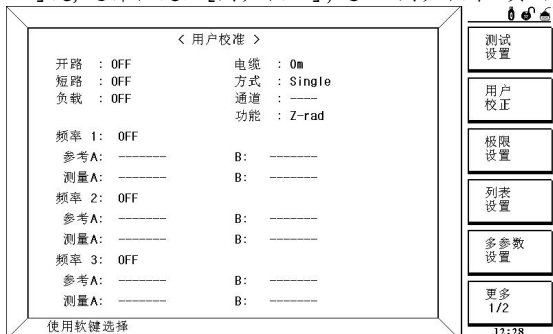 < 用户校准 >
开路 : OFF 电缆 : 0m
短路 : OFF 方式 : Single
负载 : OFF 通道 : ----
功能 : Z-rad
频率 1: OFF
参考A: ------- B: -------
测量A: ------- B: -------
频率 2: OFF
参考A: ------- B: -------
测量A: ------- B: -------
频率 3: OFF
参考A: ------- B: -------
测量A: ------- B: -------
使用软键选择
测试
设置
用户
校正
极限
设置
列表
设置
多参数
设置
更多
1/2
12:28